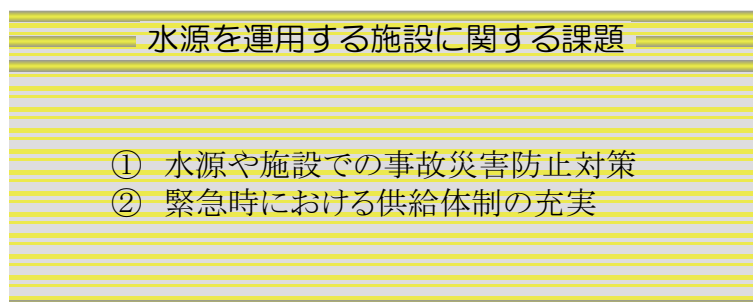 水源を運用する施設に関する課題
① 水源や施設での事故災害防止対策
② 緊急時における供給体制の充実